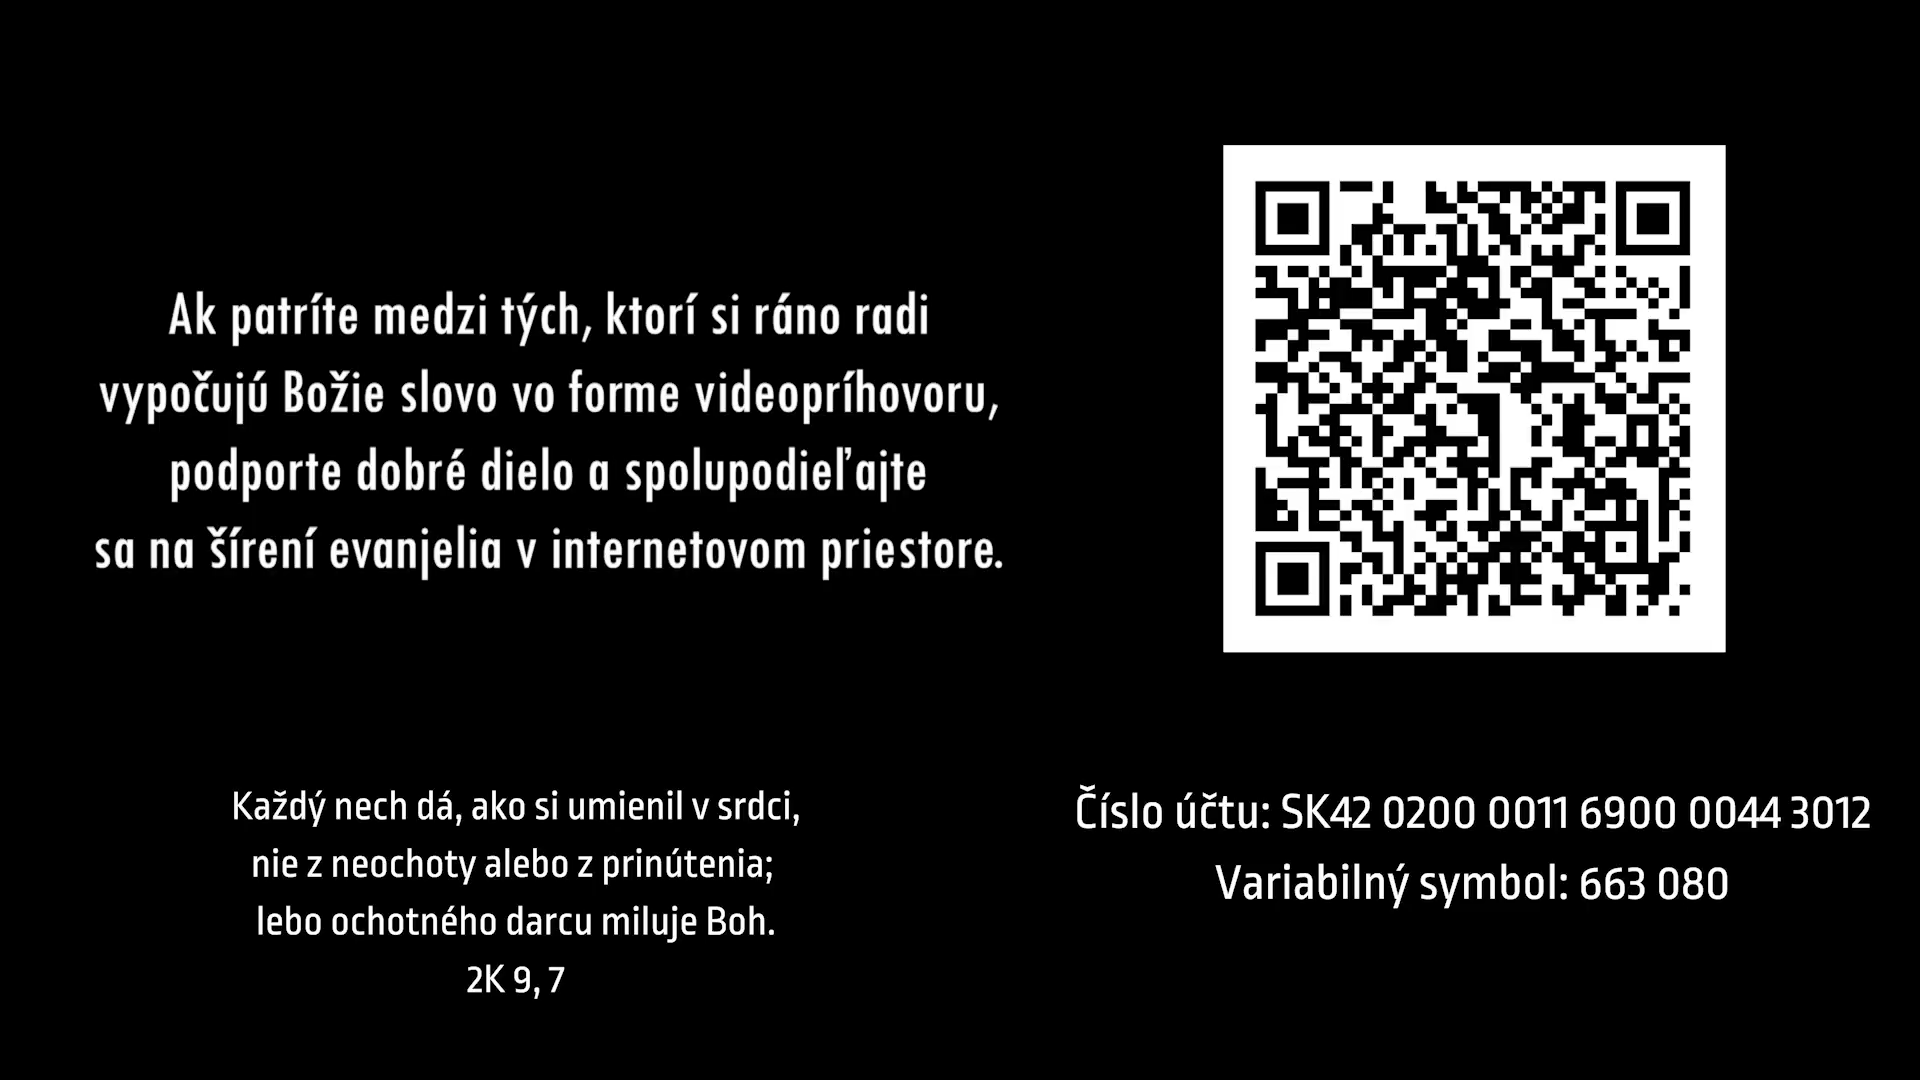 Ak patríte medzi tých, ktorí si ráno radi
vypočujú Božie slovo vo forme videopríhovoru,
podporte dobré dielo a spolupodieľajte
sa na šírení evanjelia v internetovom priestore.
Každý nech dá, ako si umienil v srdci,
nie z neochoty alebo z prinútenia;
lebo ochotného darcu miluje Boh.
2K 9, 7
Číslo účtu: SK42 0200 0011 6900 0044 3012
Variabilný symbol: 663 080